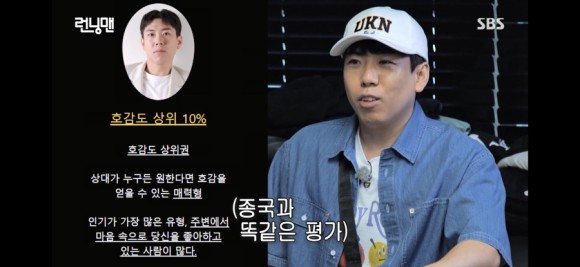 런닝맨
SBS
UKN
호감도 상위 10%
호감도 상위권
상대가 누구든 원한다면 호감을
얻을 수 있는 매력형
인기가 가장 많은 유형, 주변에서
마음 속으로 당신을 좋아하고
있는 사람이 많다.
(종국과
똑같은 평가)